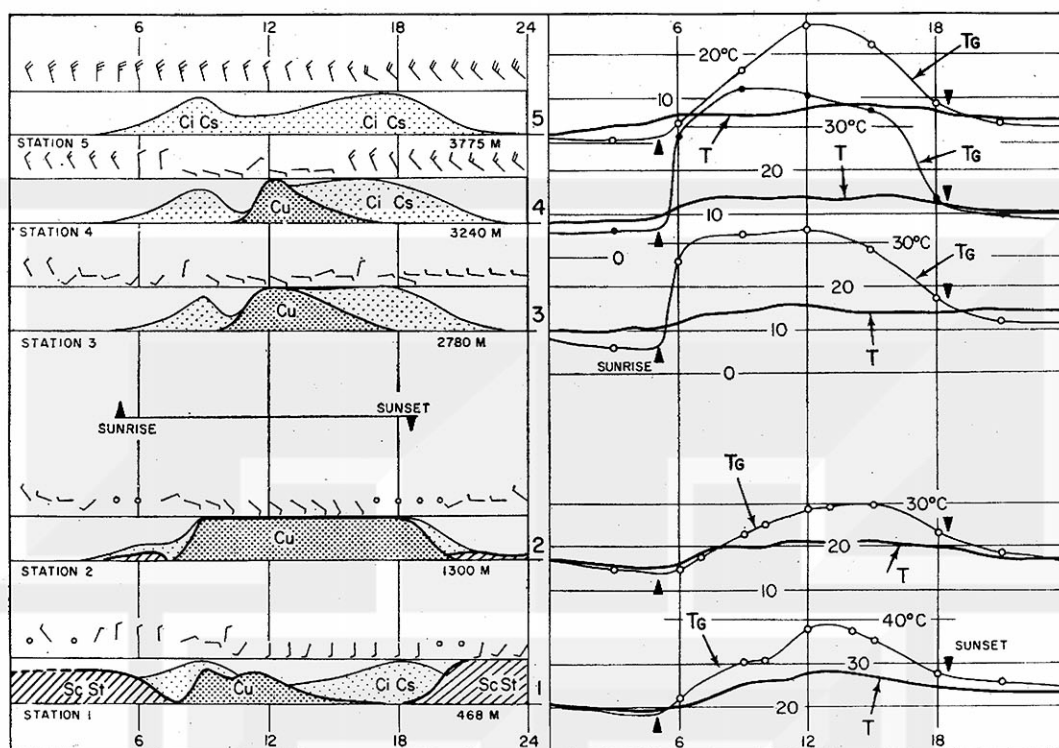 6 12 18 24 6 12 18
20°C TG
Ci Cs Ci Cs 5 10
STATION 5 3775 M T 30°C TG
20 T
Cu Ci Cs 4 10
STATION 4 3240 M 0 30°C TG
20
Cu 3 10 T
STATION 3 2780 M SUNRISE 0
SUNSET
SUNRISE
TG 30°C
Cu 2 20 T
STATION 2 1300 M 10
TG 40°C
SUNSET
Sc St Cu Ci Cs Sc St 1 30
STATION 1 468 M 20 T
6 12 18 24 6 12 18